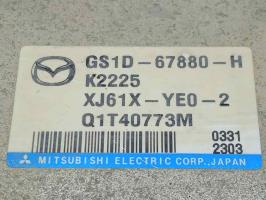 GS1D-67880-H
K2225
XJ61X-YE0-2
Q1T40773M
0331
2303
MITSUBISHI ELECTRIC CORP., JAPAN